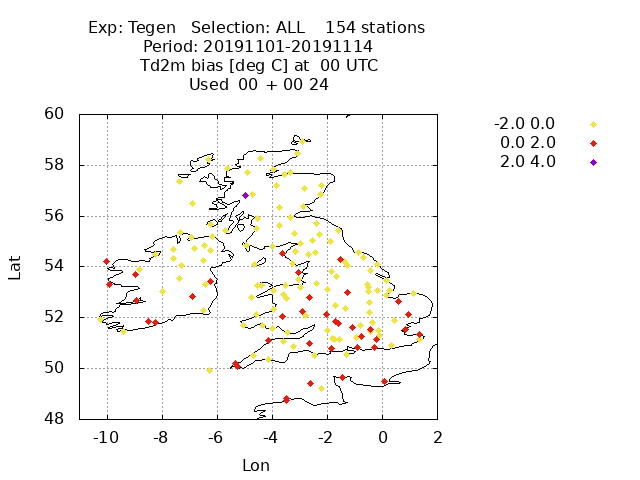 Exp: Tegen   Selection: ALL    154 stations
Period: 20191101-20191114
Td2m bias [deg C] at  00 UTC
Used  00 + 00 24
-2.0 0.0
0.0 2.0
2.0 4.0
60
58
56
54
52
50
48
Lat
-10 -8 -6 -4 -2 0 2
Lon